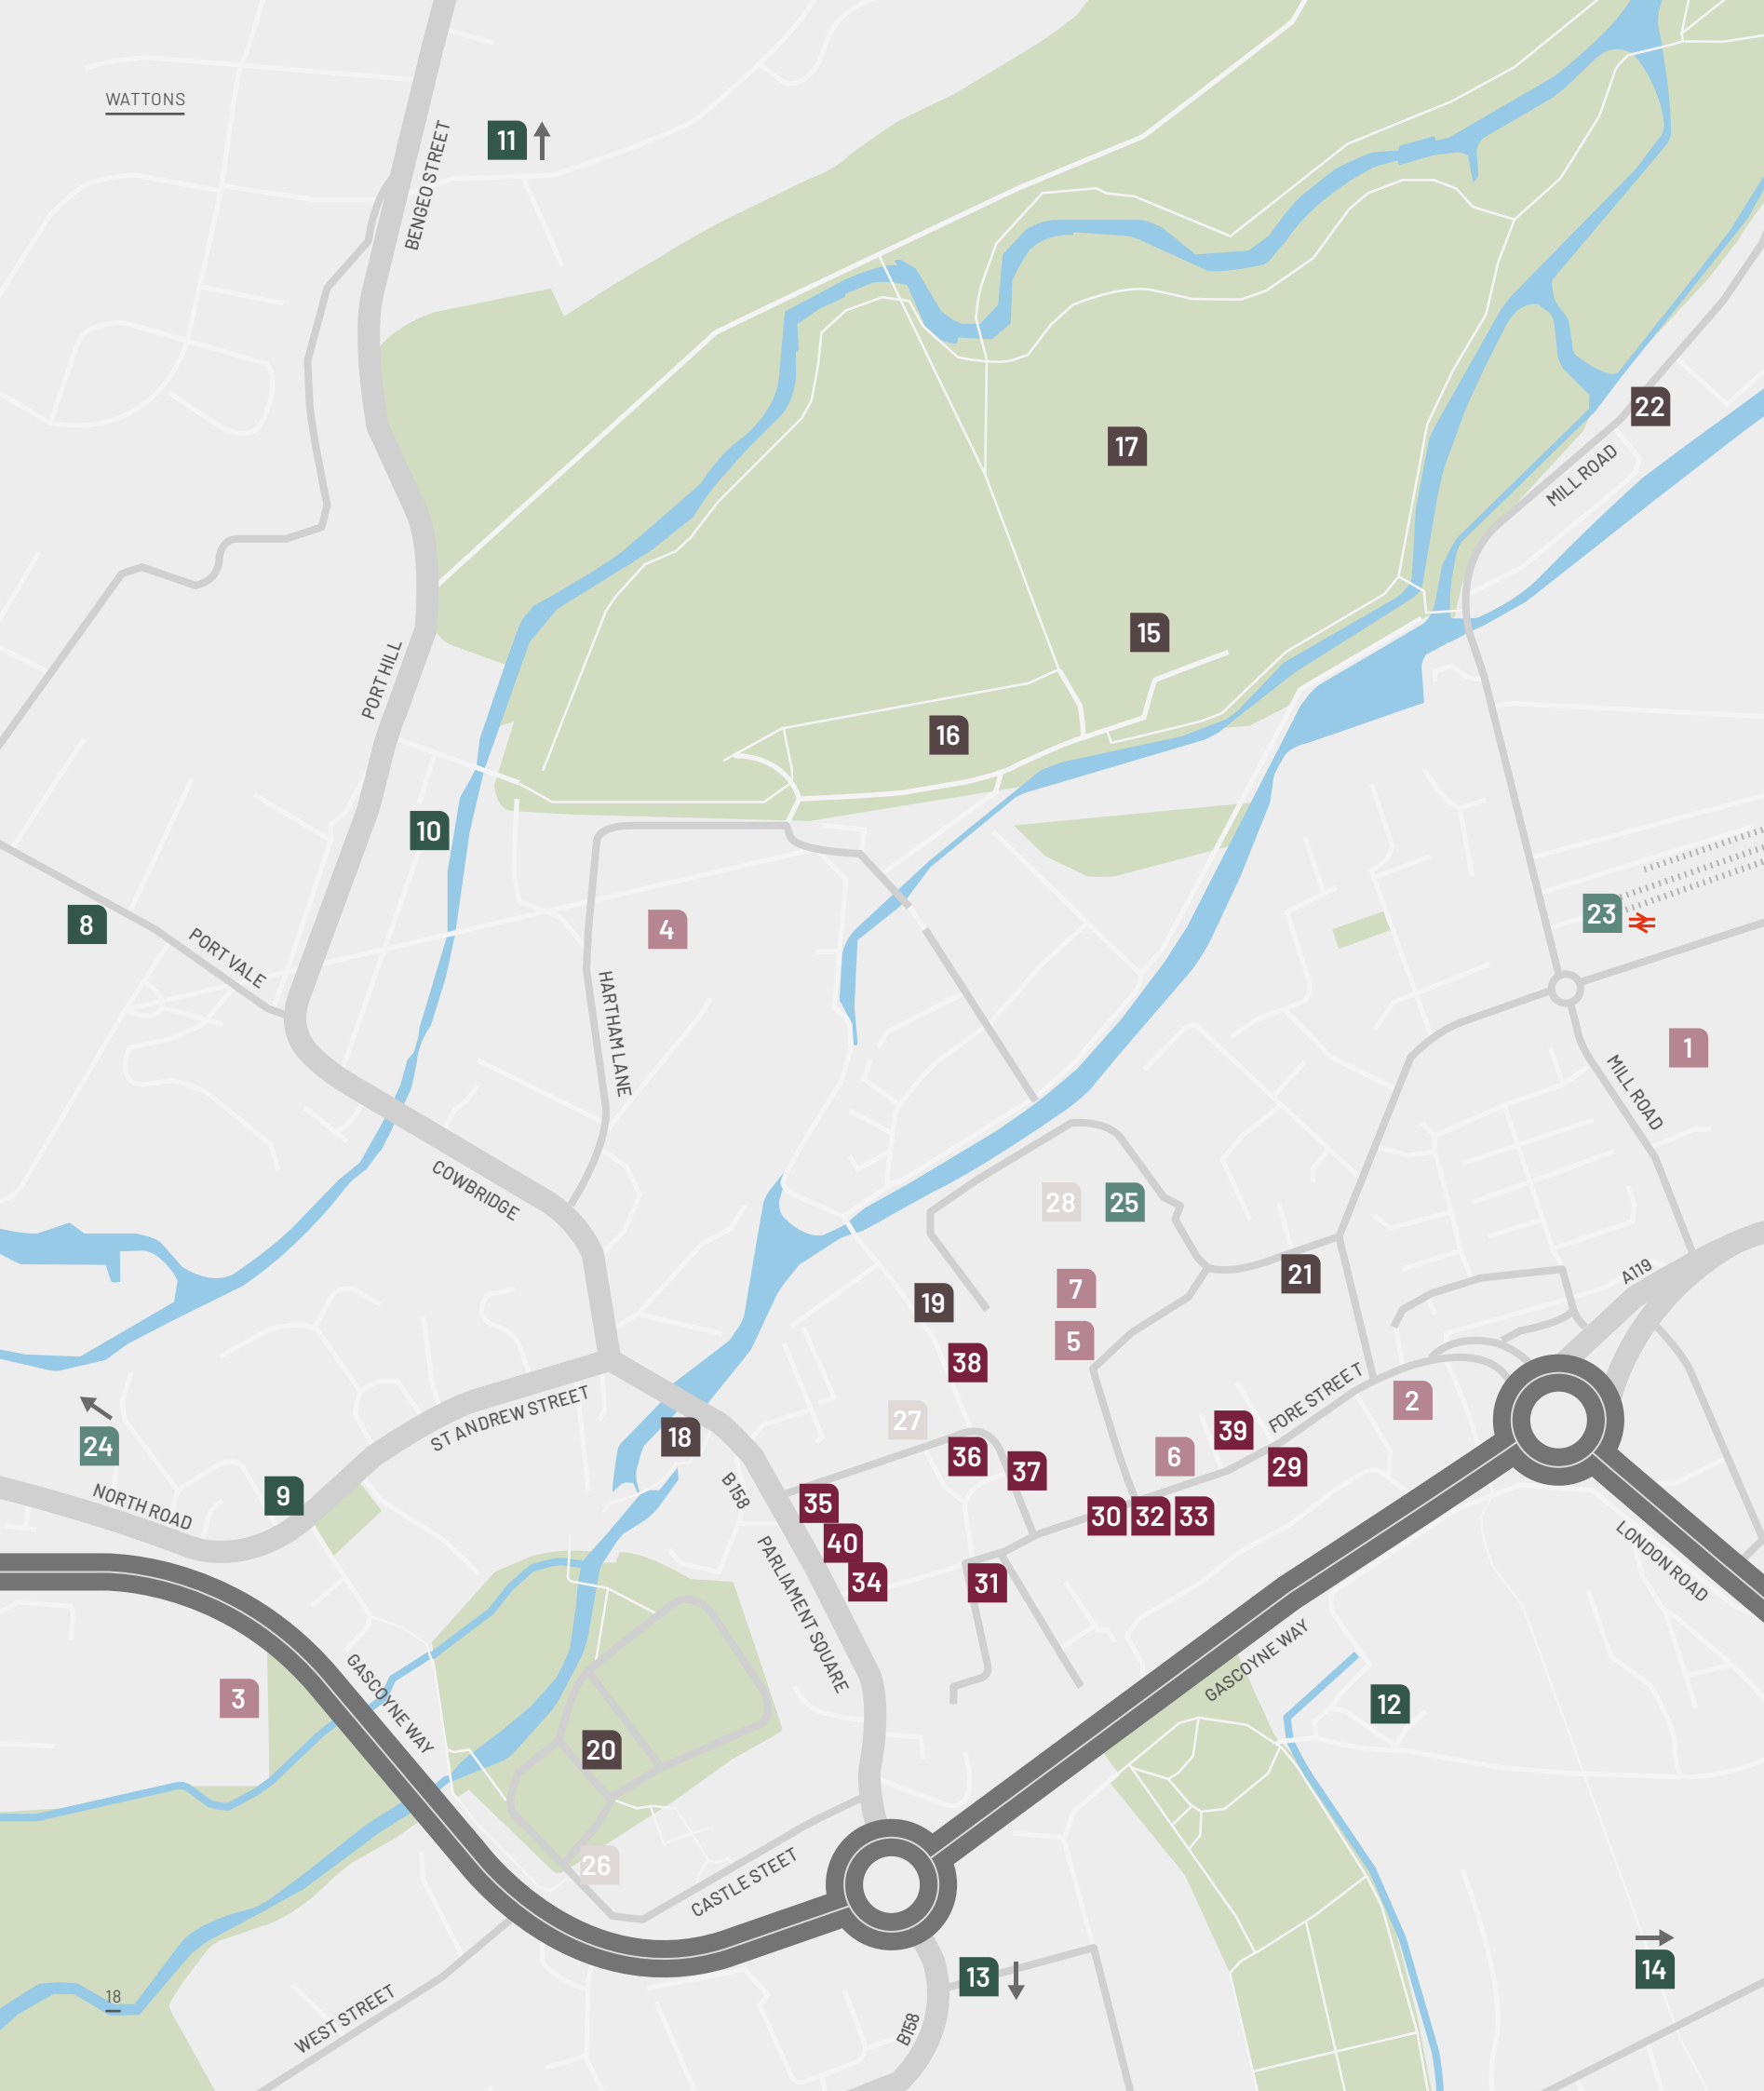 WATTONS
11
BENGEO STREET
17
22
MILL ROAD
15
PORT HILL
16
10
8
PORT VALE
4
HARTHAM LANE
23
1
MILL ROAD
COWBRIDGE
28
25
A119
21
7
19
5
38
ST ANDREW STREET
24
27
FORE STREET
2
18
39
36
6
37
29
9
NORTH ROAD
B158
35
30
32
33
40
34
31
PARLIAMENT SQUARE
LONDON ROAD
GASCOYNE WAY
GASCOYNE WAY
3
12
20
26
CASTLE STEET
13
14
18
WEST STREET
B158